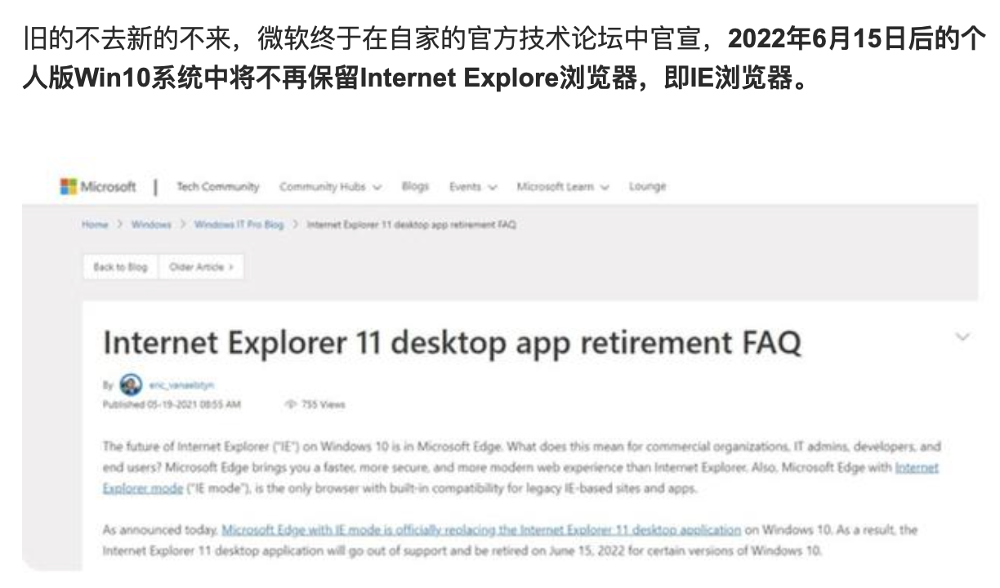 旧的不去新的不来，微软终于在自家的官方技术论坛中官宣，2022年6月15日后的个
人版Win10系统中将不再保留Internet Explore浏览器，即IE浏览器。
Microsoft | Tech Community Community Hubs Blogs Events Microsoft Learn Lounge
Home > Windows > Windows IT Pro Blog > Internet Explorer 11 desktop app retirement FAQ
Back to Blog Older Article >
Internet Explorer 11 desktop app retirement FAQ
By eric_vanaelstyn
Published 05-19-2021 08:55 AM 755 Views
The future of Internet Explorer ("IE") on Windows 10 is in Microsoft Edge. What does this mean for commercial organizations, IT admins, developers, and
end users? Microsoft Edge brings you a faster, more secure, and more modern web experience than Internet Explorer. Also, Microsoft Edge with Internet
Explorer mode ("IE mode"), is the only browser with built-in compatibility for legacy IE-based sites and apps.
As announced today, Microsoft Edge with IE mode is officially replacing the Internet Explorer 11 desktop application on Windows 10. As a result, the
Internet Explorer 11 desktop application will go out of support and be retired on June 15, 2022 for certain versions of Windows 10.